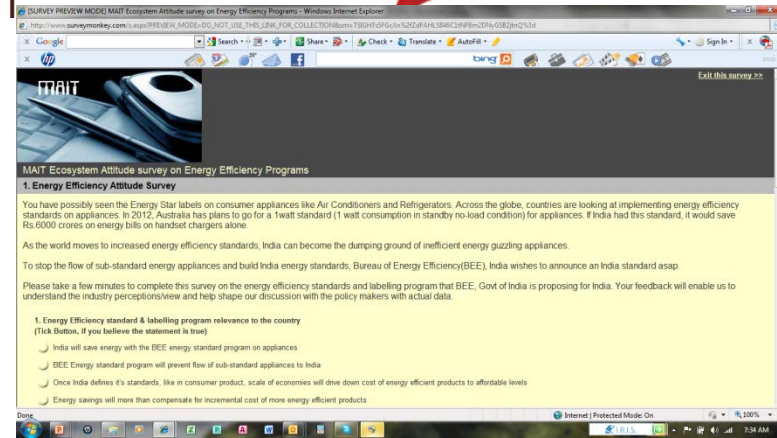 [SURVEY PREVIEW MODE] MAIT Ecosystem Attitude survey on Energy Efficiency Programs - Windows Internet Explorer
Google
Search
Share
Check
Translate
AutoFill
Sign In
hp
bing
MAIT
Exit this survey >>
MAIT Ecosystem Attitude survey on Energy Efficiency Programs
1. Energy Efficiency Attitude Survey
You have possibly seen the Energy Star labels on consumer appliances like Air Conditioners and Refrigerators. Across the globe, countries are looking at implementing energy efficiency
standards on appliances. In 2012, Australia has plans to go for a 1watt standard (1 watt consumption in standby no-load condition) for appliances. If India had this standard, it would save
Rs.6000 crores on energy bills on handset chargers alone.
As the world moves to increased energy efficiency standards, India can become the dumping ground of inefficient energy guzzling appliances.
To stop the flow of sub-standard energy appliances and build India energy standards, Bureau of Energy Efficiency(BEE), India wishes to announce an India standard asap.
Please take a few minutes to complete this survey on the energy efficiency standards and labelling program that BEE, Govt of India is proposing for India. Your feedback will enable us to
understand the industry perceptions/view and help shape our discussion with the policy makers with actual data.
1. Energy Efficiency standard & labelling program relevance to the country
(Tick Button, if you believe the statement is true)
India will save energy with the BEE energy standard program on appliances
BEE Energy standard program will prevent flow of sub-standard appliances to India
Once India defines it's standards, like in consumer product, scale of economies will drive down cost of energy efficient products to affordable levels
Energy savings will more than compensate for incremental cost of more energy efficient products
Done
Internet | Protected Mode: On
100%
I.R.I.S.
7:34 AM